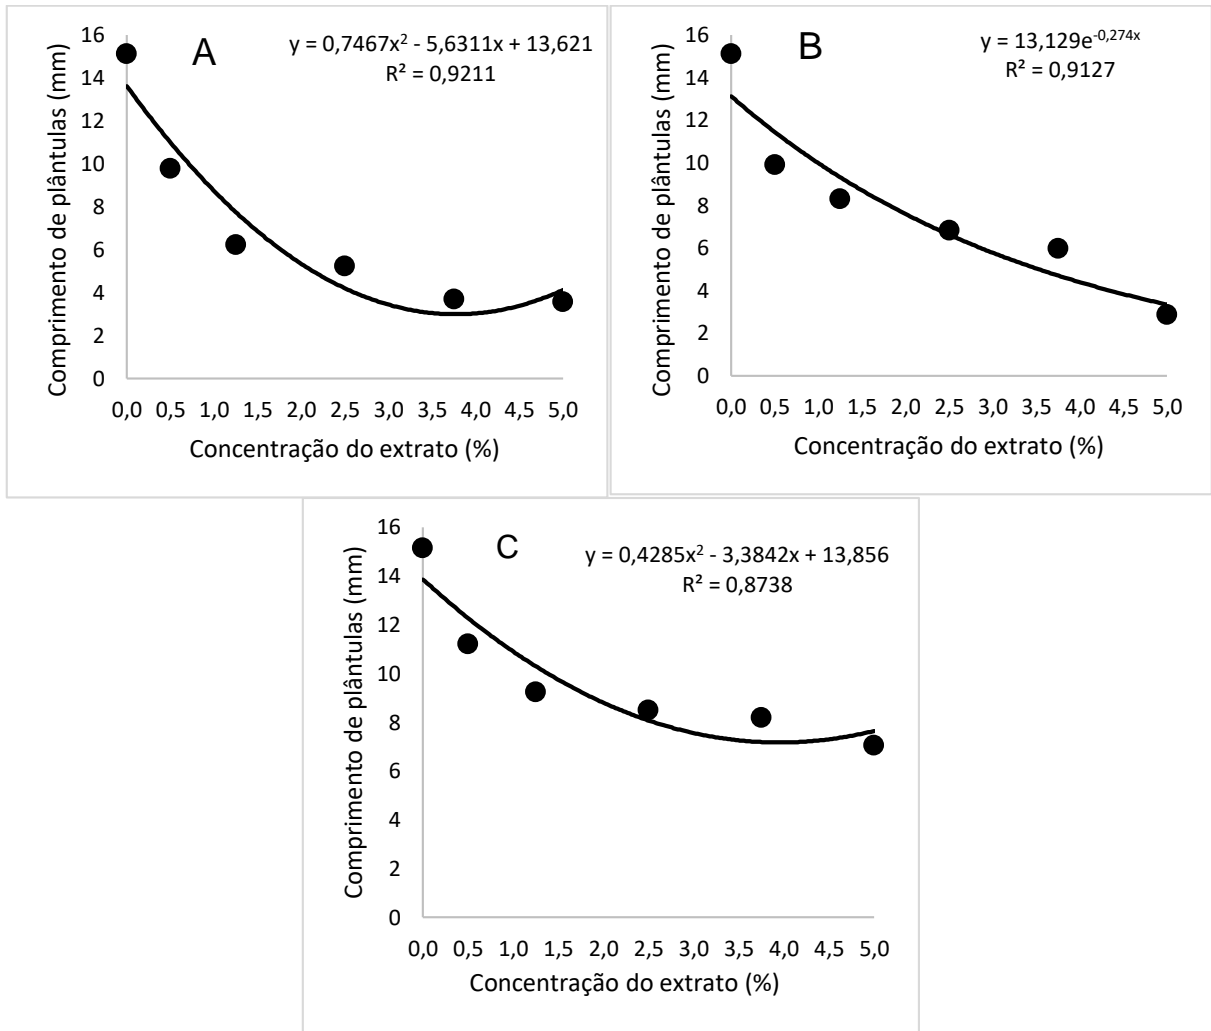 A
y = 0,7467x² - 5,6311x + 13,621
R² = 0,9211
Comprimento de plântulas (mm)
16
14
12
10
8
6
4
2
0
0,0 0,5 1,0 1,5 2,0 2,5 3,0 3,5 4,0 4,5 5,0
Concentração do extrato (%)
B
y = 13,129e^-0,274x
R² = 0,9127
Comprimento de plântulas (mm)
16
14
12
10
8
6
4
2
0
0,0 0,5 1,0 1,5 2,0 2,5 3,0 3,5 4,0 4,5 5,0
Concentração do extrato (%)
C
y = 0,4285x² - 3,3842x + 13,856
R² = 0,8738
Comprimento de plântulas (mm)
16
14
12
10
8
6
4
2
0
0,0 0,5 1,0 1,5 2,0 2,5 3,0 3,5 4,0 4,5 5,0
Concentração do extrato (%)